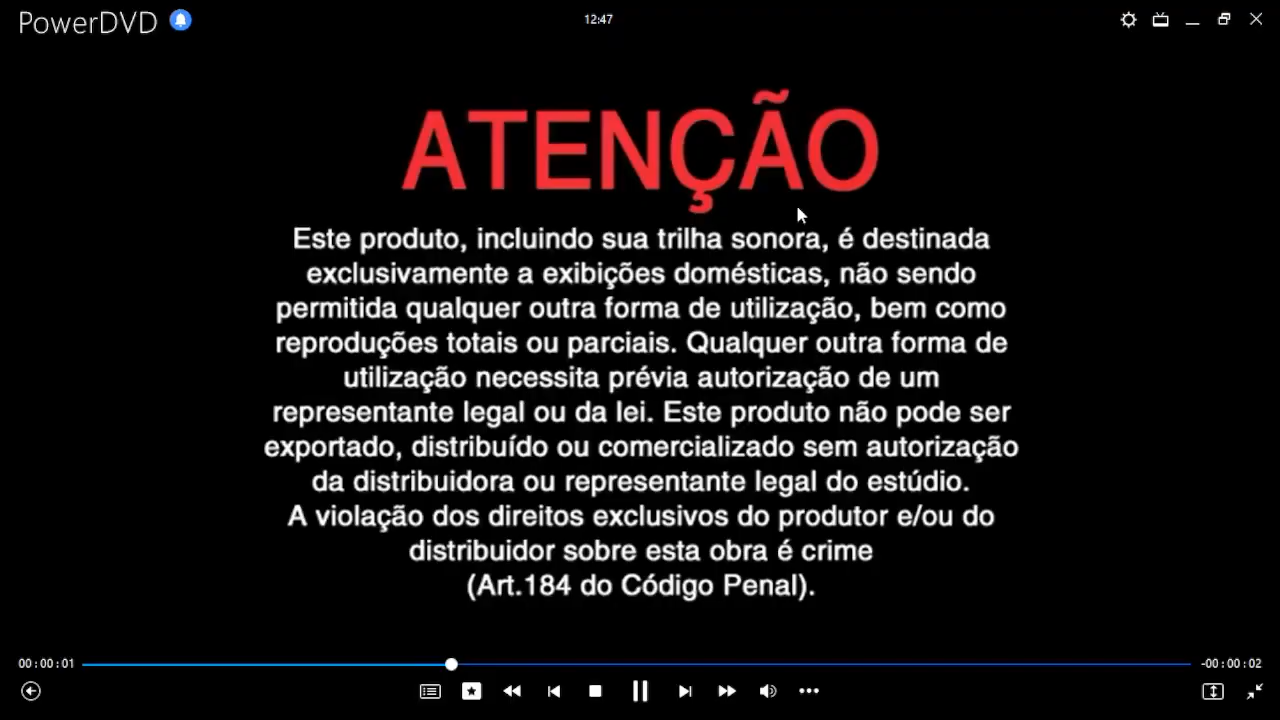 PowerDVD
12:47
ATENÇÃO
Este produto, incluindo sua trilha sonora, é destinada
exclusivamente a exibições domésticas, não sendo
permitida qualquer outra forma de utilização, bem como
reproduções totais ou parciais. Qualquer outra forma de
utilização necessita prévia autorização de um
representante legal ou da lei. Este produto não pode ser
exportado, distribuído ou comercializado sem autorização
da distribuidora ou representante legal do estúdio.
A violação dos direitos exclusivos do produtor e/ou do
distribuidor sobre esta obra é crime
(Art.184 do Código Penal).
00:00:01
-00:00:02